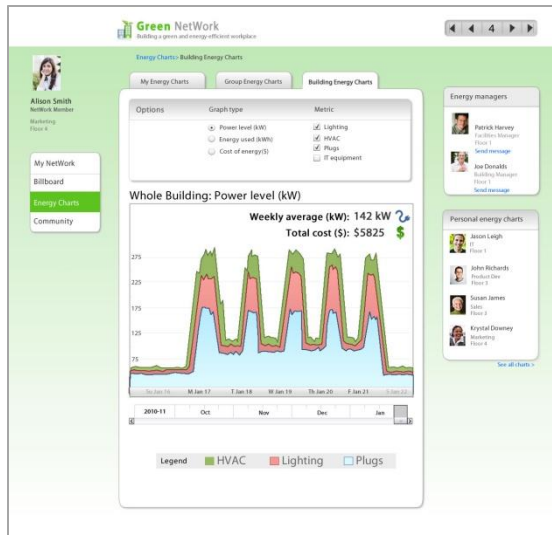 Green NetWork
Building a green and energy efficient workplace
4
Energy Charts> Building Energy Charts
My Energy Charts
Group Energy Charts
Building Energy Charts
Alison Smith
NetWork Member
Marketing
Floor 4
My NetWork
Billboard
Energy Charts
Community
Options
Graph type
Metric
Power level (kW)
Energy used (kWh)
Cost of energy($)
Lighting
HVAC
Plugs
IT equipment
Whole Building: Power level (kW)
Weekly average (kW): 142 kW
Total cost ($): $5825 $
275
225
175
125
75
Su Jan 16 M Jan 17 T Jan 18 W Jan 19 Th Jan 20 F Jan 21 S Jan 22
2010-11 Oct Nov Dec Jan
Legend HVAC Lighting Plugs
Energy managers
Patrick Harvey
Facilities Manager
Floor 1
Send message
Joe Donalds
Building Manager
Floor 1
Send message
Personal energy charts
Jason Leigh
IT
Floor 1
John Richards
Product Dev
Floor 3
Susan James
Sales
Floor 3
Krystal Downey
Marketing
Floor 4
See all charts >